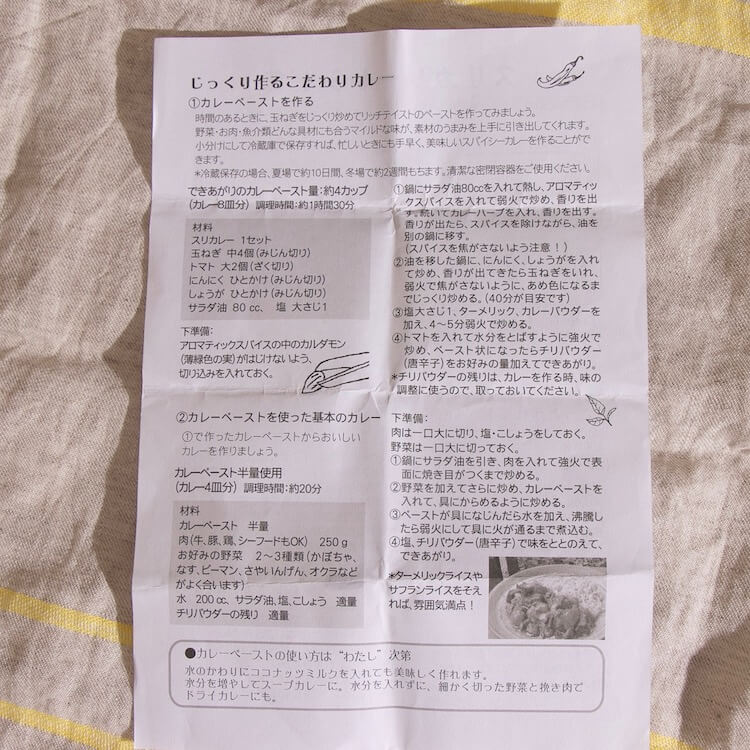 じっくり作るこだわりカレー
①カレーペーストを作る
時間のあるときに、玉ねぎをじっくり炒めてリッチテイストのペーストを作ってみましょう。
野菜・お肉・魚介類どんな具材にも合うマイルドな味が、素材のうまみを上手に引き出してくれます。
小分けにして冷蔵庫で保存すれば、忙しいときにも手早く、美味しいスパイシーカレーを作ることがで
きます。
*冷蔵保存の場合、夏場で約10日間、冬場で約2週間もちます。清潔な密閉容器をご使用ください。
できあがりのカレーペースト量：約4カップ
(カレー8皿分) 調理時間：約1時間30分
材料
スリカレー 1セット
玉ねぎ 中4個(みじん切り)
トマト 大2個(ざく切り)
にんにく ひとかけ(みじん切り)
しょうが ひとかけ(みじん切り)
サラダ油 80cc、 塩 大さじ1
下準備：
アロマティックスパイスの中のカルダモン
(薄緑色の実)がはじけないよう、
切り込みを入れておく。
①鍋にサラダ油80ccを入れて熱し、アロマティッ
クスパイスを入れて弱火で炒め、香りを出
す。続いてカレーハーブを入れ、香りを出す。
香りが出たら、スパイスを除けながら、油を
別の鍋に移す。
(スパイスを焦がさないよう注意！)
②油を移した鍋に、にんにく、しょうがを入れ
て炒め、香りが出てきたら玉ねぎをいれ、
弱火で焦がさないように、あめ色になるま
でじっくり炒める。(40分が目安です)
③塩大さじ1、ターメリック、カレーパウダーを
加え、4～5分弱火で炒める。
④トマトを入れて水分をとばすように強火で
炒め、ペースト状になったらチリパウダー
(唐辛子)をお好みの量加えてできあがり。
*チリパウダーの残りは、カレーを作る時、味の
調整に使うので、取っておいてください。
②カレーペーストを使った基本のカレー
①で作ったカレーペーストからおいしい
カレーを作りましょう。
カレーペースト半量使用
(カレー4皿分) 調理時間：約20分
材料
カレーペースト 半量
肉(牛、豚、鶏、シーフードもOK) 250g
お好みの野菜 2～3種類(かぼちゃ、
なす、ピーマン、さやいんげん、オクラなど
がよく合います)
水 200cc、サラダ油、塩、こしょう 適量
チリパウダーの残り 適量
下準備：
肉は一口大に切り、塩・こしょうをしておく。
野菜は一口大に切っておく。
①鍋にサラダ油を引き、肉を入れて強火で表
面に焼き目がつくまで炒める。
②野菜を加えてさらに炒め、カレーペーストを
入れて、具にからめるように炒める。
③ペーストが具になじんだら水を加え、沸騰し
たら弱火にして具に火が通るまで煮込む。
④塩、チリパウダー(唐辛子)で味をととのえて、
できあがり。
*ターメリックライスや
サフランライスをそえ
れば、雰囲気満点！
●カレーペーストの使い方は“わたし”次第
水のかわりにココナッツミルクを入れても美味しく作れます。
水分を増やしてスープカレーに。水分を入れずに、細かく切った野菜と挽き肉で
ドライカレーにも。